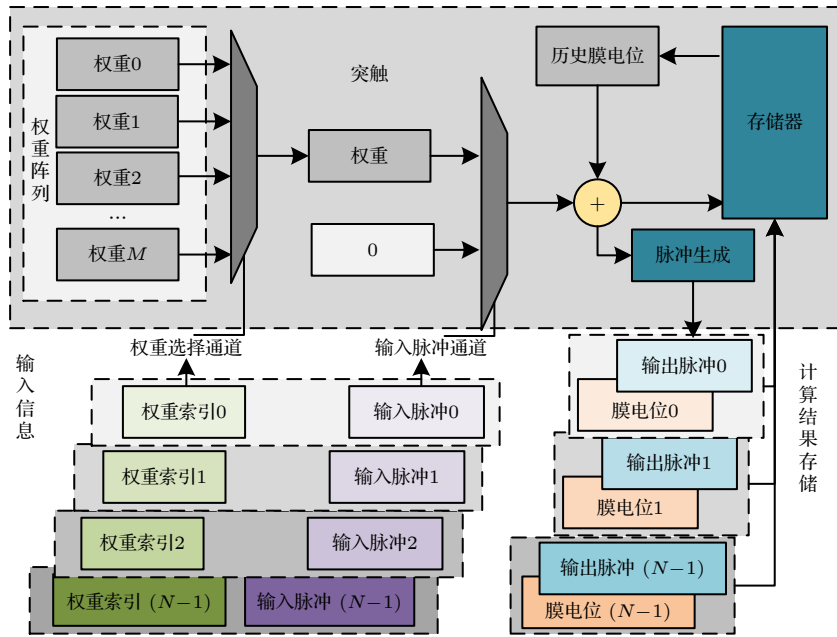 权重0
权重1
权重2
…
权重M
权重阵列
突触
权重
0
历史膜电位
存储器
+
脉冲生成
输入信息
权重选择通道
输入脉冲通道
权重索引0
输入脉冲0
权重索引1
输入脉冲1
权重索引2
输入脉冲2
权重索引 (N−1)
输入脉冲 (N−1)
输出脉冲0
膜电位0
输出脉冲1
膜电位1
输出脉冲 (N−1)
膜电位 (N−1)
计算结果存储